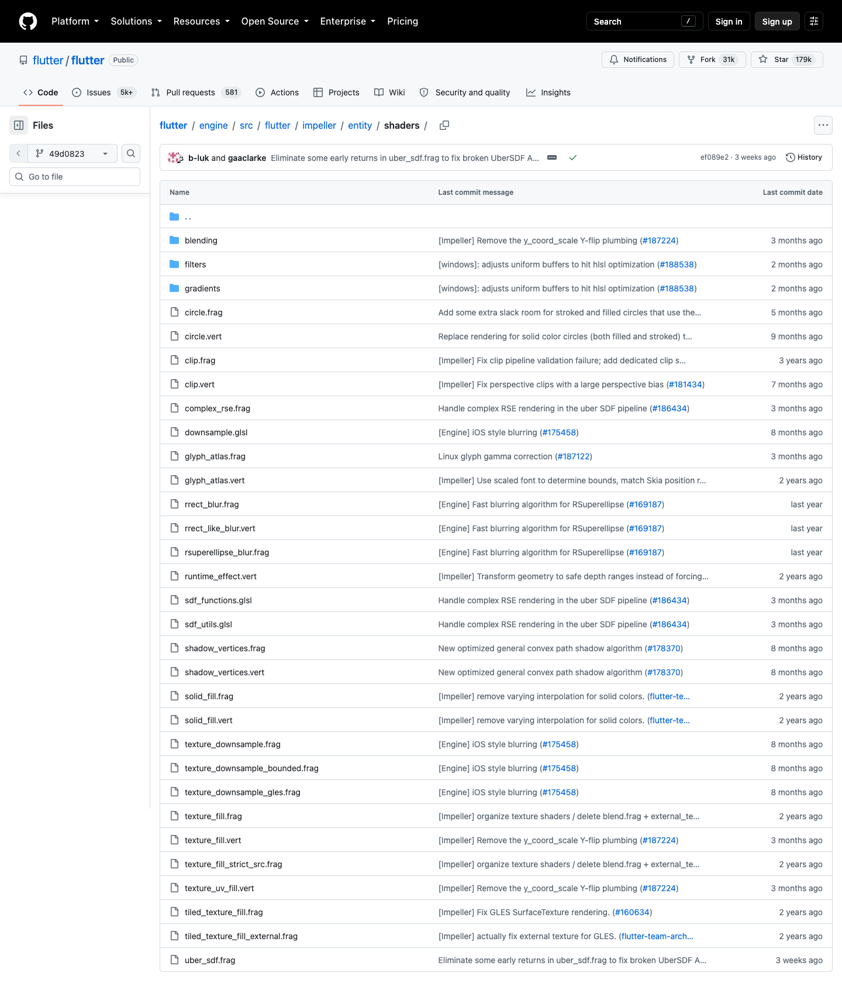 Platform Solutions Resources Open Source Enterprise Pricing Search / Sign in Sign up
flutter / flutter Public Notifications Fork 31k Star 179k
Code Issues 5k+ Pull requests 581 Actions Projects Wiki Security and quality Insights
Files
49d0823
Go to file
flutter / engine / src / flutter / impeller / entity / shaders /
b-luk and gaaclarke Eliminate some early returns in uber_sdf.frag to fix broken UberSDF A... ef089e2 · 3 weeks ago History
Name Last commit message Last commit date
..
blending [Impeller] Remove the y_coord_scale Y-flip plumbing (#187224) 3 months ago
filters [windows]: adjusts uniform buffers to hit hlsl optimization (#188538) 2 months ago
gradients [windows]: adjusts uniform buffers to hit hlsl optimization (#188538) 2 months ago
circle.frag Add some extra slack room for stroked and filled circles that use the... 5 months ago
circle.vert Replace rendering for solid color circles (both filled and stroked) t... 9 months ago
clip.frag [Impeller] Fix clip pipeline validation failure; add dedicated clip s... 3 years ago
clip.vert [Impeller] Fix perspective clips with a large perspective bias (#181434) 7 months ago
complex_rse.frag Handle complex RSE rendering in the uber SDF pipeline (#186434) 3 months ago
downsample.glsl [Engine] iOS style blurring (#175458) 8 months ago
glyph_atlas.frag Linux glyph gamma correction (#187122) 3 months ago
glyph_atlas.vert [Impeller] Use scaled font to determine bounds, match Skia position r... 2 years ago
rrect_blur.frag [Engine] Fast blurring algorithm for RSuperellipse (#169187) last year
rrect_like_blur.vert [Engine] Fast blurring algorithm for RSuperellipse (#169187) last year
rsuperellipse_blur.frag [Engine] Fast blurring algorithm for RSuperellipse (#169187) last year
runtime_effect.vert [Impeller] Transform geometry to safe depth ranges instead of forcing... 2 years ago
sdf_functions.glsl Handle complex RSE rendering in the uber SDF pipeline (#186434) 3 months ago
sdf_utils.glsl Handle complex RSE rendering in the uber SDF pipeline (#186434) 3 months ago
shadow_vertices.frag New optimized general convex path shadow algorithm (#178370) 8 months ago
shadow_vertices.vert New optimized general convex path shadow algorithm (#178370) 8 months ago
solid_fill.frag [Impeller] remove varying interpolation for solid colors. (flutter-te... 2 years ago
solid_fill.vert [Impeller] remove varying interpolation for solid colors. (flutter-te... 2 years ago
texture_downsample.frag [Engine] iOS style blurring (#175458) 8 months ago
texture_downsample_bounded.frag [Engine] iOS style blurring (#175458) 8 months ago
texture_downsample_gles.frag [Engine] iOS style blurring (#175458) 8 months ago
texture_fill.frag [Impeller] organize texture shaders / delete blend.frag + external_te... 2 years ago
texture_fill.vert [Impeller] Remove the y_coord_scale Y-flip plumbing (#187224) 3 months ago
texture_fill_strict_src.frag [Impeller] organize texture shaders / delete blend.frag + external_te... 2 years ago
texture_uv_fill.vert [Impeller] Remove the y_coord_scale Y-flip plumbing (#187224) 3 months ago
tiled_texture_fill.frag [Impeller] Fix GLES SurfaceTexture rendering. (#160634) 2 years ago
tiled_texture_fill_external.frag [Impeller] actually fix external texture for GLES. (flutter-team-arch... 2 years ago
uber_sdf.frag Eliminate some early returns in uber_sdf.frag to fix broken UberSDF A... 3 weeks ago